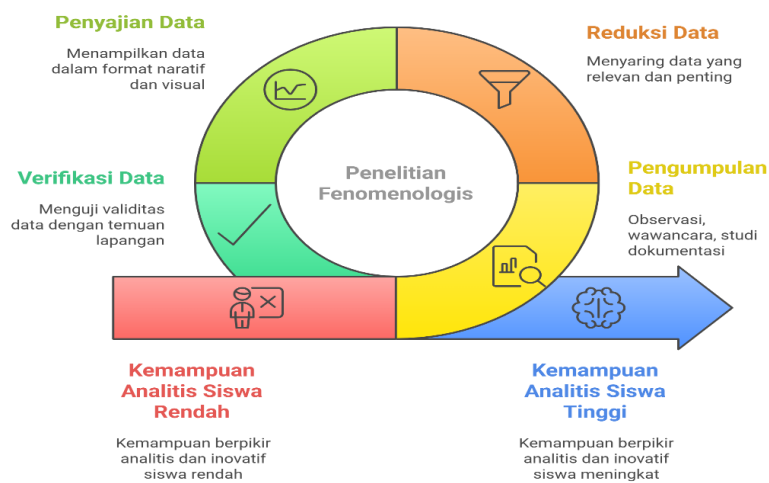 Penyajian Data
Menampilkan data
dalam format naratif
dan visual
Reduksi Data
Menyaring data yang
relevan dan penting
Verifikasi Data
Menguji validitas
data dengan temuan
lapangan
Penelitian
Fenomenologis
Pengumpulan
Data
Observasi,
wawancara, studi
dokumentasi
Kemampuan
Analitis Siswa
Rendah
Kemampuan berpikir
analitis dan inovatif
siswa rendah
Kemampuan
Analitis Siswa
Tinggi
Kemampuan berpikir
analitis dan inovatif
siswa meningkat